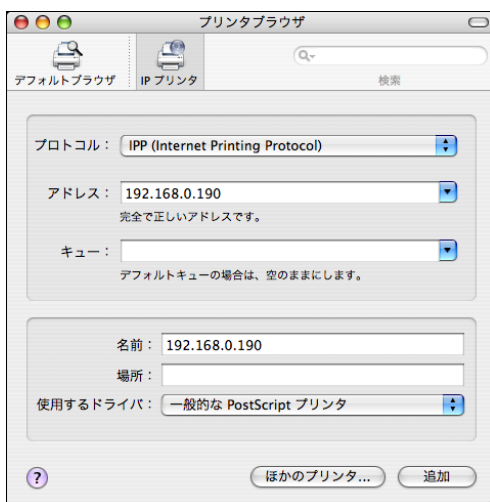 プリンタブラウザ
デフォルトブラウザ
IP プリンタ
検索
プロトコル： IPP (Internet Printing Protocol)
アドレス： 192.168.0.190
完全で正しいアドレスです。
キュー：
デフォルトキューの場合は、空のままにします。
名前： 192.168.0.190
場所：
使用するドライバ： 一般的な PostScript プリンタ
? ほかのプリンタ... 追加